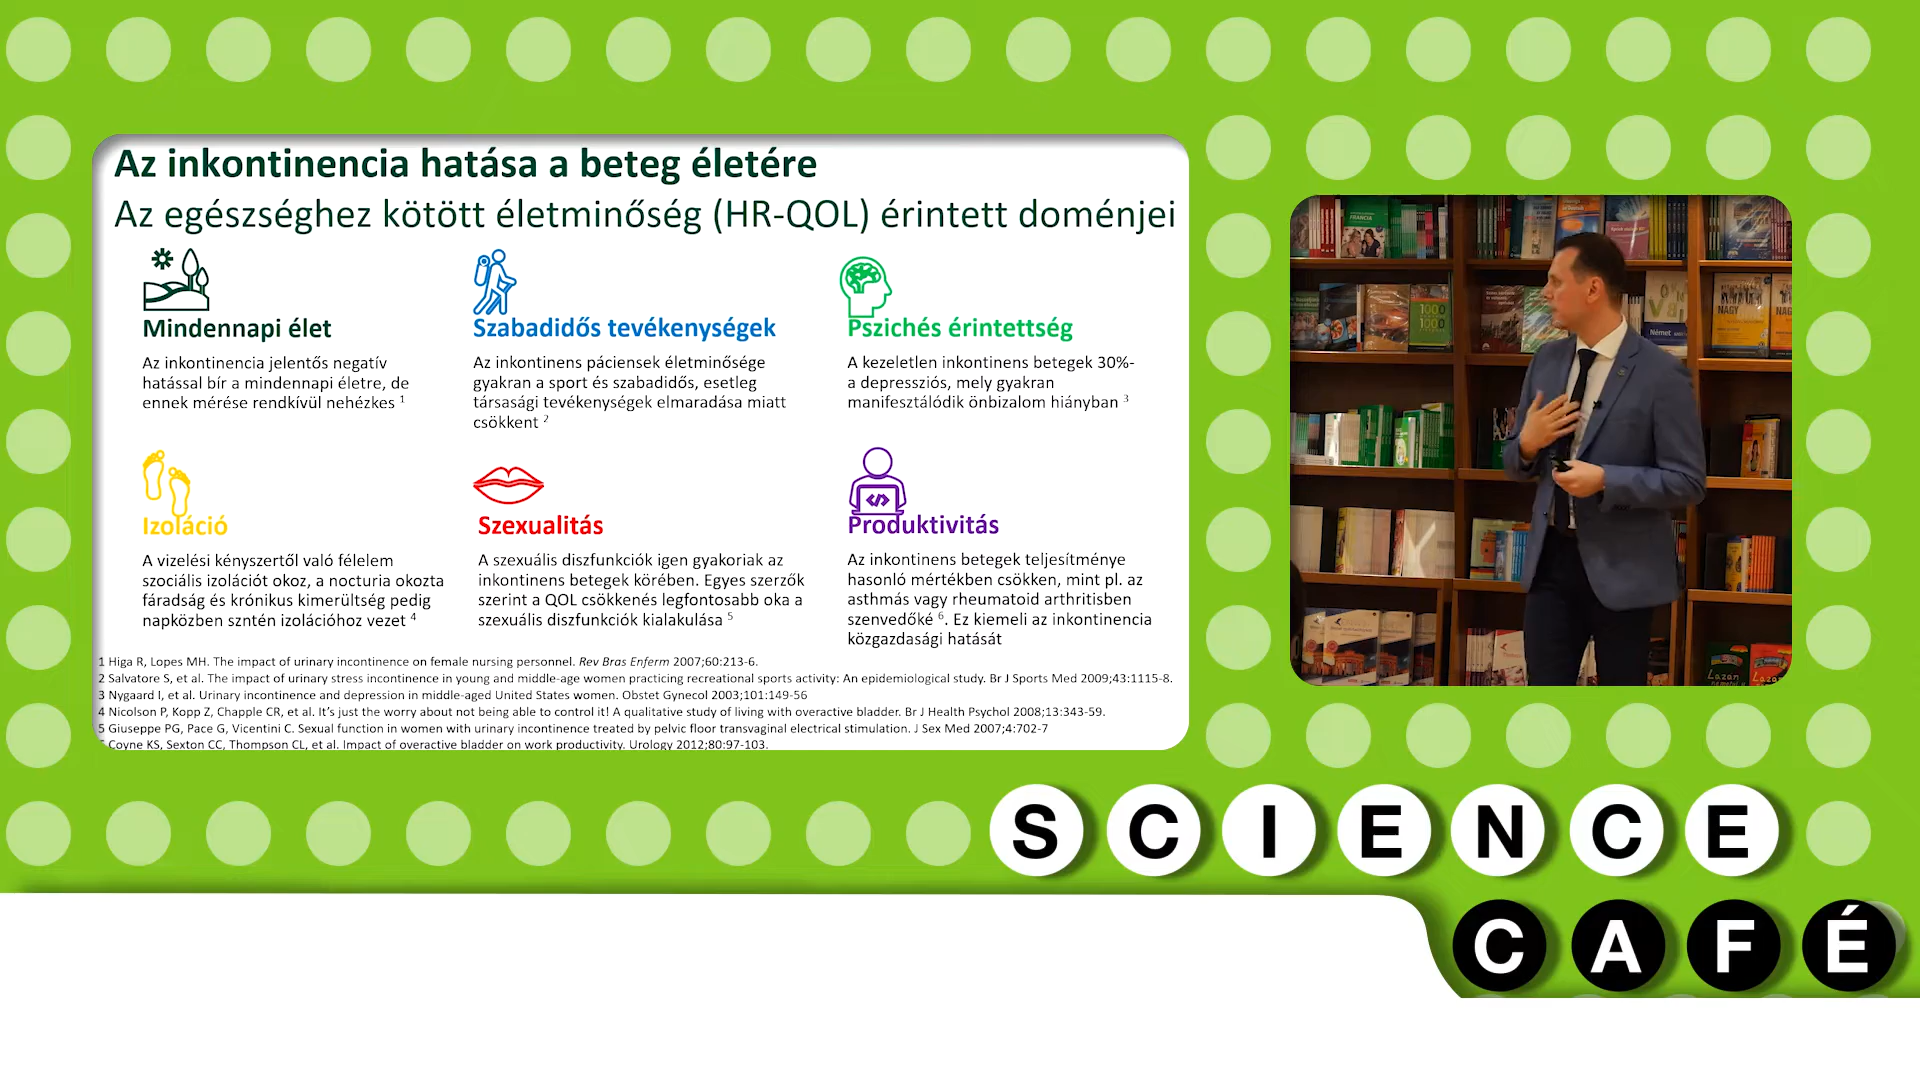 Az inkontinencia hatása a beteg életére
Az egészséghez kötött életminőség (HR-QOL) érintett doménjei
Mindennapi élet
Az inkontinencia jelentős negatív
hatással bír a mindennapi életre, de
ennek mérése rendkívül nehézkes 1
Szabadidős tevékenységek
Az inkontinens páciensek életminősége
gyakran a sport és szabadidős, esetleg
társasági tevékenységek elmaradása miatt
csökkent 2
Pszichés érintettség
A kezeletlen inkontinens betegek 30%-
a depressziós, mely gyakran
manifesztálódik önbizalom hiányban 3
Izoláció
A vizelési kényszertől való félelem
szociális izolációt okoz, a nocturia okozta
fáradság és krónikus kimerültség pedig
napközben szntén izolációhoz vezet 4
Szexualitás
A szexuális diszfunkciók igen gyakoriak az
inkontinens betegek körében. Egyes szerzők
szerint a QOL csökkenés legfontosabb oka a
szexuális diszfunkciók kialakulása 5
Produktivitás
Az inkontinens betegek teljesítménye
hasonló mértékben csökken, mint pl. az
asthmás vagy rheumatoid arthritisben
szenvedőké 6. Ez kiemeli az inkontinencia
közgazdasági hatását
1 Higa R, Lopes MH. The impact of urinary incontinence on female nursing personnel. Rev Bras Enferm 2007;60:213-6.
2 Salvatore S, et al. The impact of urinary stress incontinence in young and middle-age women practicing recreational sports activity: An epidemiological study. Br J Sports Med 2009;43:1115-8.
3 Nygaard I, et al. Urinary incontinence and depression in middle-aged United States women. Obstet Gynecol 2003;101:149-56
4 Nicolson P, Kopp Z, Chapple CR, et al. It's just the worry about not being able to control it! A qualitative study of living with overactive bladder. Br J Health Psychol 2008;13:343-59.
5 Giuseppe PG, Pace G, Vicentini C. Sexual function in women with urinary incontinence treated by pelvic floor transvaginal electrical stimulation. J Sex Med 2007;4:702-7
Coyne KS, Sexton CC, Thompson CL, et al. Impact of overactive bladder on work productivity. Urology 2012;80:97-103.
FRANCIA
1000
1000
NAGY
Német
SCIENCE
CAFÉ